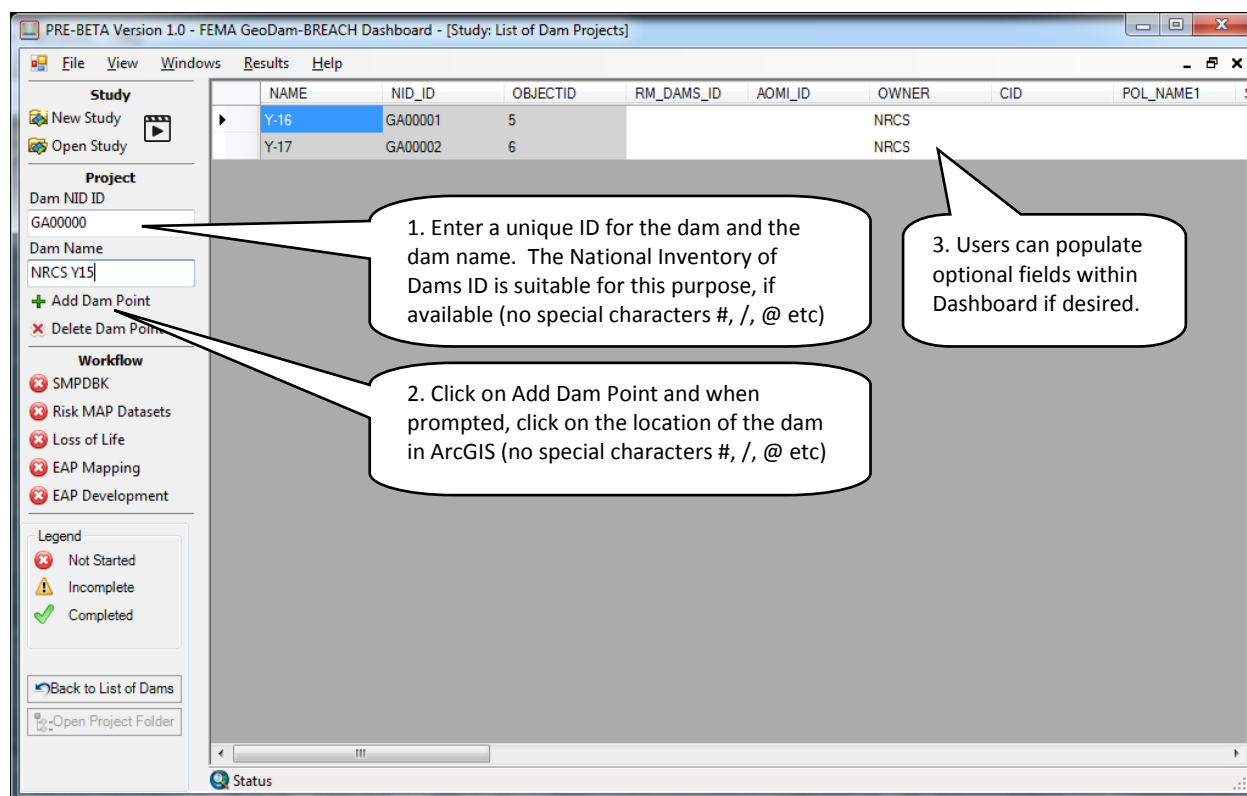 PRE-BETA Version 1.0 - FEMA GeoDam-BREACH Dashboard - [Study: List of Dam Projects]
File View Windows Results Help
Study
New Study
Open Study
Project
Dam NID ID
GA00000
Dam Name
NRCS Y15
Add Dam Point
Delete Dam Point
Workflow
SMPDBK
Risk MAP Datasets
Loss of Life
EAP Mapping
EAP Development
Legend
Not Started
Incomplete
Completed
Back to List of Dams
Open Project Folder
NAME NID_ID OBJECTID RM_DAMS_ID AOMI_ID OWNER CID POL_NAME1
Y-16 GA00001 5 NRCS
Y-17 GA00002 6 NRCS
1. Enter a unique ID for the dam and the
dam name. The National Inventory of
Dams ID is suitable for this purpose, if
available (no special characters #, /, @ etc)
3. Users can populate
optional fields within
Dashboard if desired.
2. Click on Add Dam Point and when
prompted, click on the location of the dam
in ArcGIS (no special characters #, /, @ etc)
Status